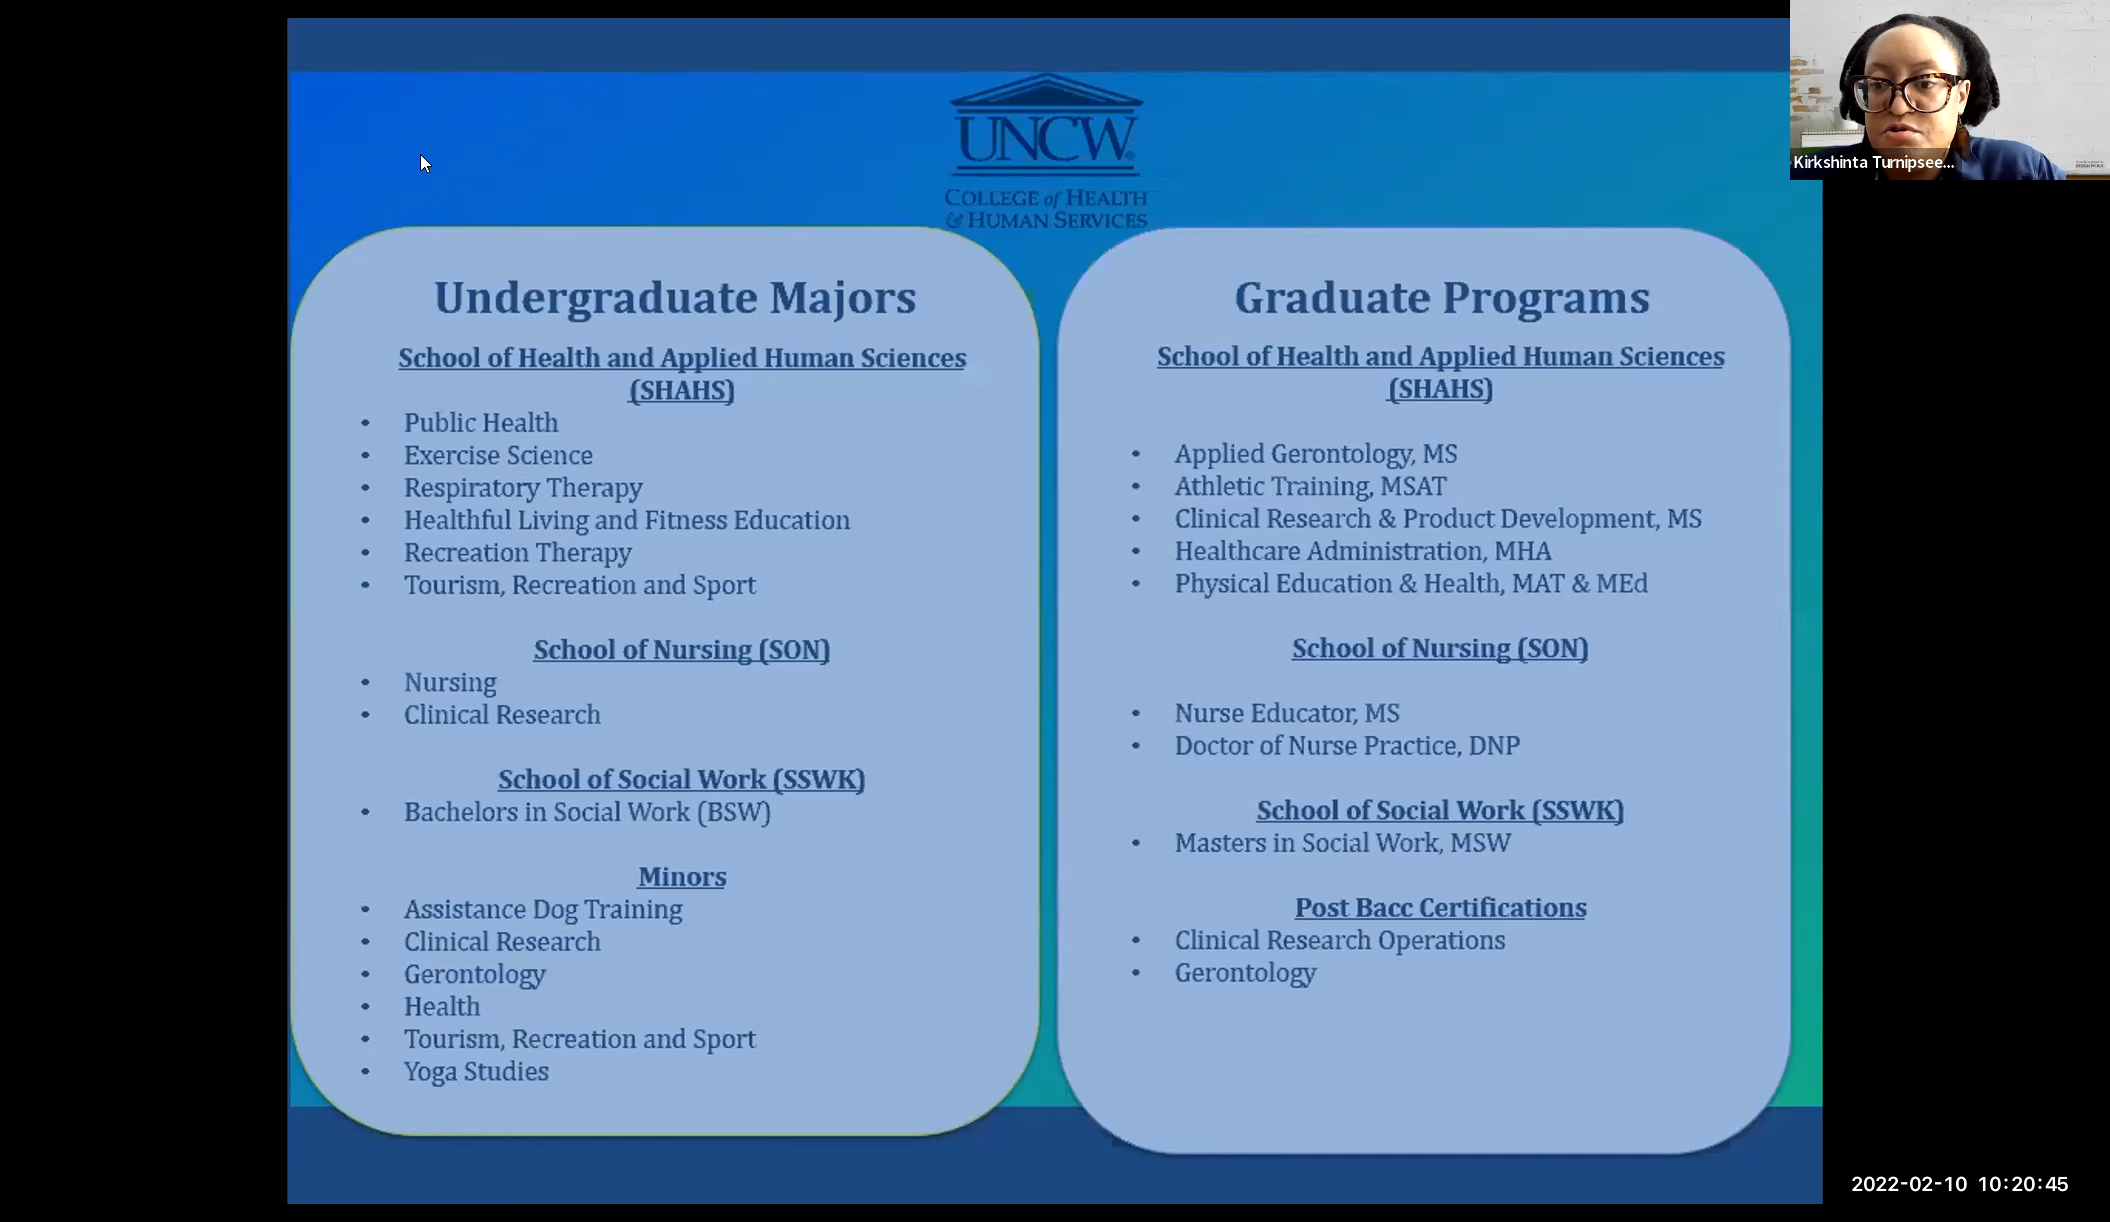 UNCW
COLLEGE of HEALTH
& HUMAN SERVICES
Kirkshinta Turnipsee...
Undergraduate Majors
School of Health and Applied Human Sciences
(SHAHS)
• Public Health
• Exercise Science
• Respiratory Therapy
• Healthful Living and Fitness Education
• Recreation Therapy
• Tourism, Recreation and Sport
School of Nursing (SON)
• Nursing
• Clinical Research
School of Social Work (SSWK)
• Bachelors in Social Work (BSW)
Minors
• Assistance Dog Training
• Clinical Research
• Gerontology
• Health
• Tourism, Recreation and Sport
• Yoga Studies
Graduate Programs
School of Health and Applied Human Sciences
(SHAHS)
• Applied Gerontology, MS
• Athletic Training, MSAT
• Clinical Research & Product Development, MS
• Healthcare Administration, MHA
• Physical Education & Health, MAT & MEd
School of Nursing (SON)
• Nurse Educator, MS
• Doctor of Nurse Practice, DNP
School of Social Work (SSWK)
• Masters in Social Work, MSW
Post Bacc Certifications
• Clinical Research Operations
• Gerontology
2022-02-10 10:20:45